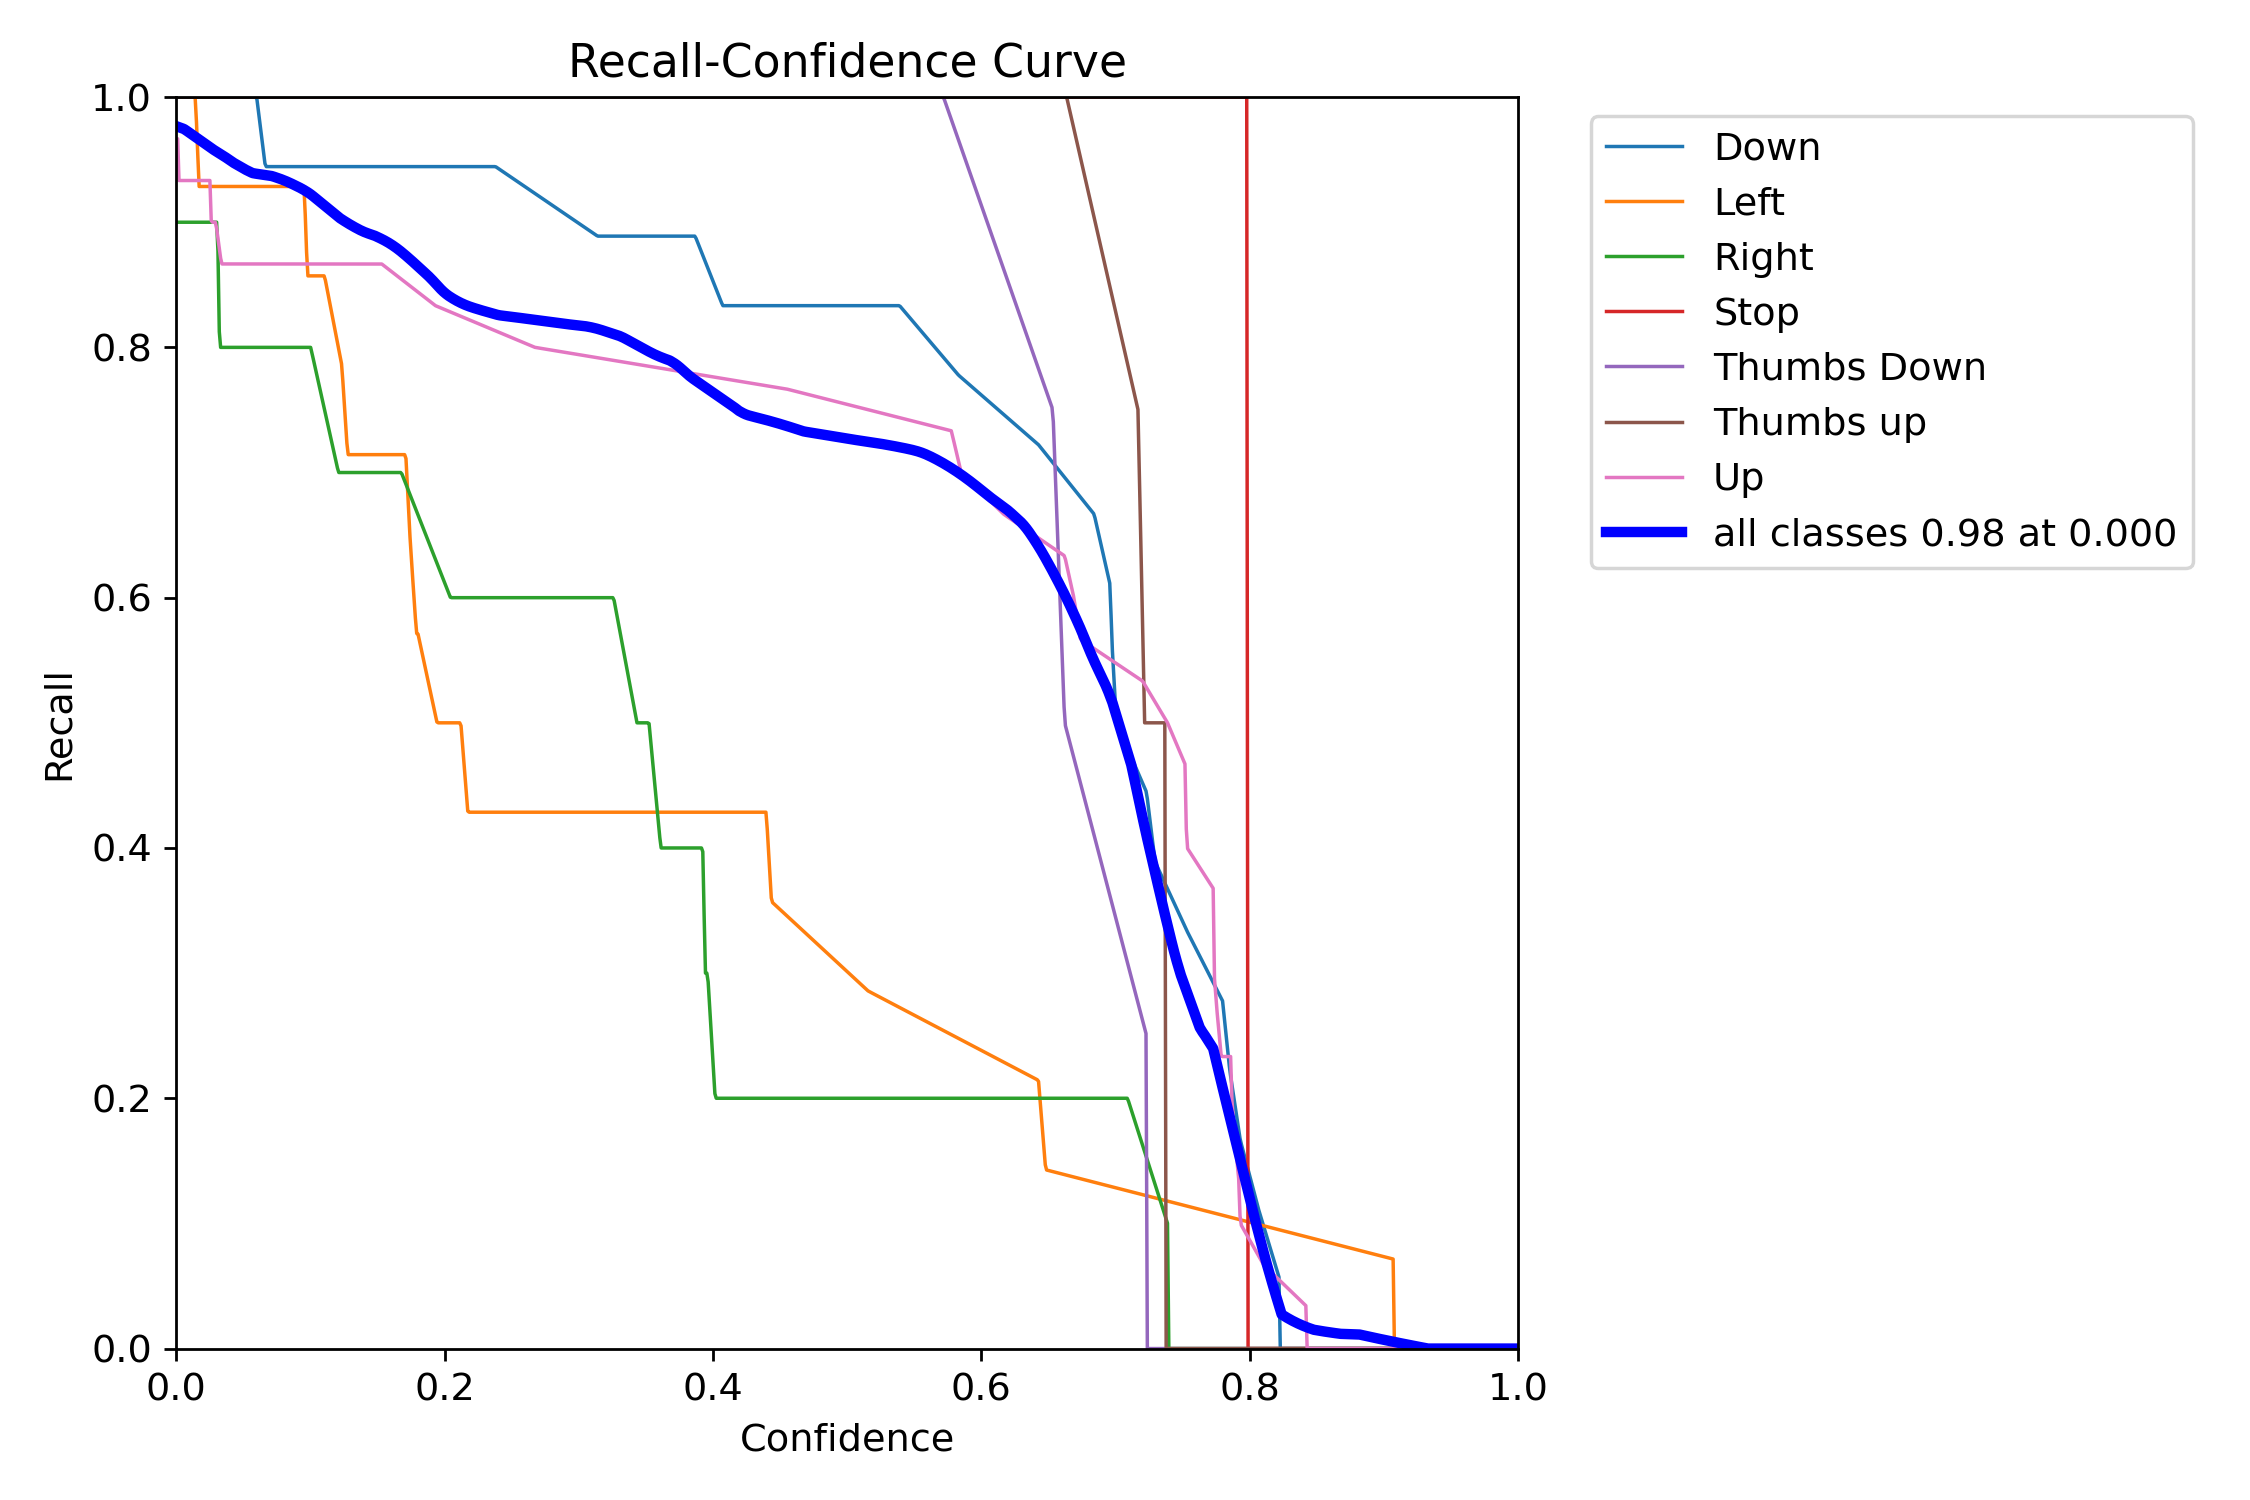 Recall-Confidence Curve
1.0
0.8
0.6
0.4
0.2
0.0
Recall
0.0 0.2 0.4 0.6 0.8 1.0
Confidence
Down
Left
Right
Stop
Thumbs Down
Thumbs up
Up
all classes 0.98 at 0.000